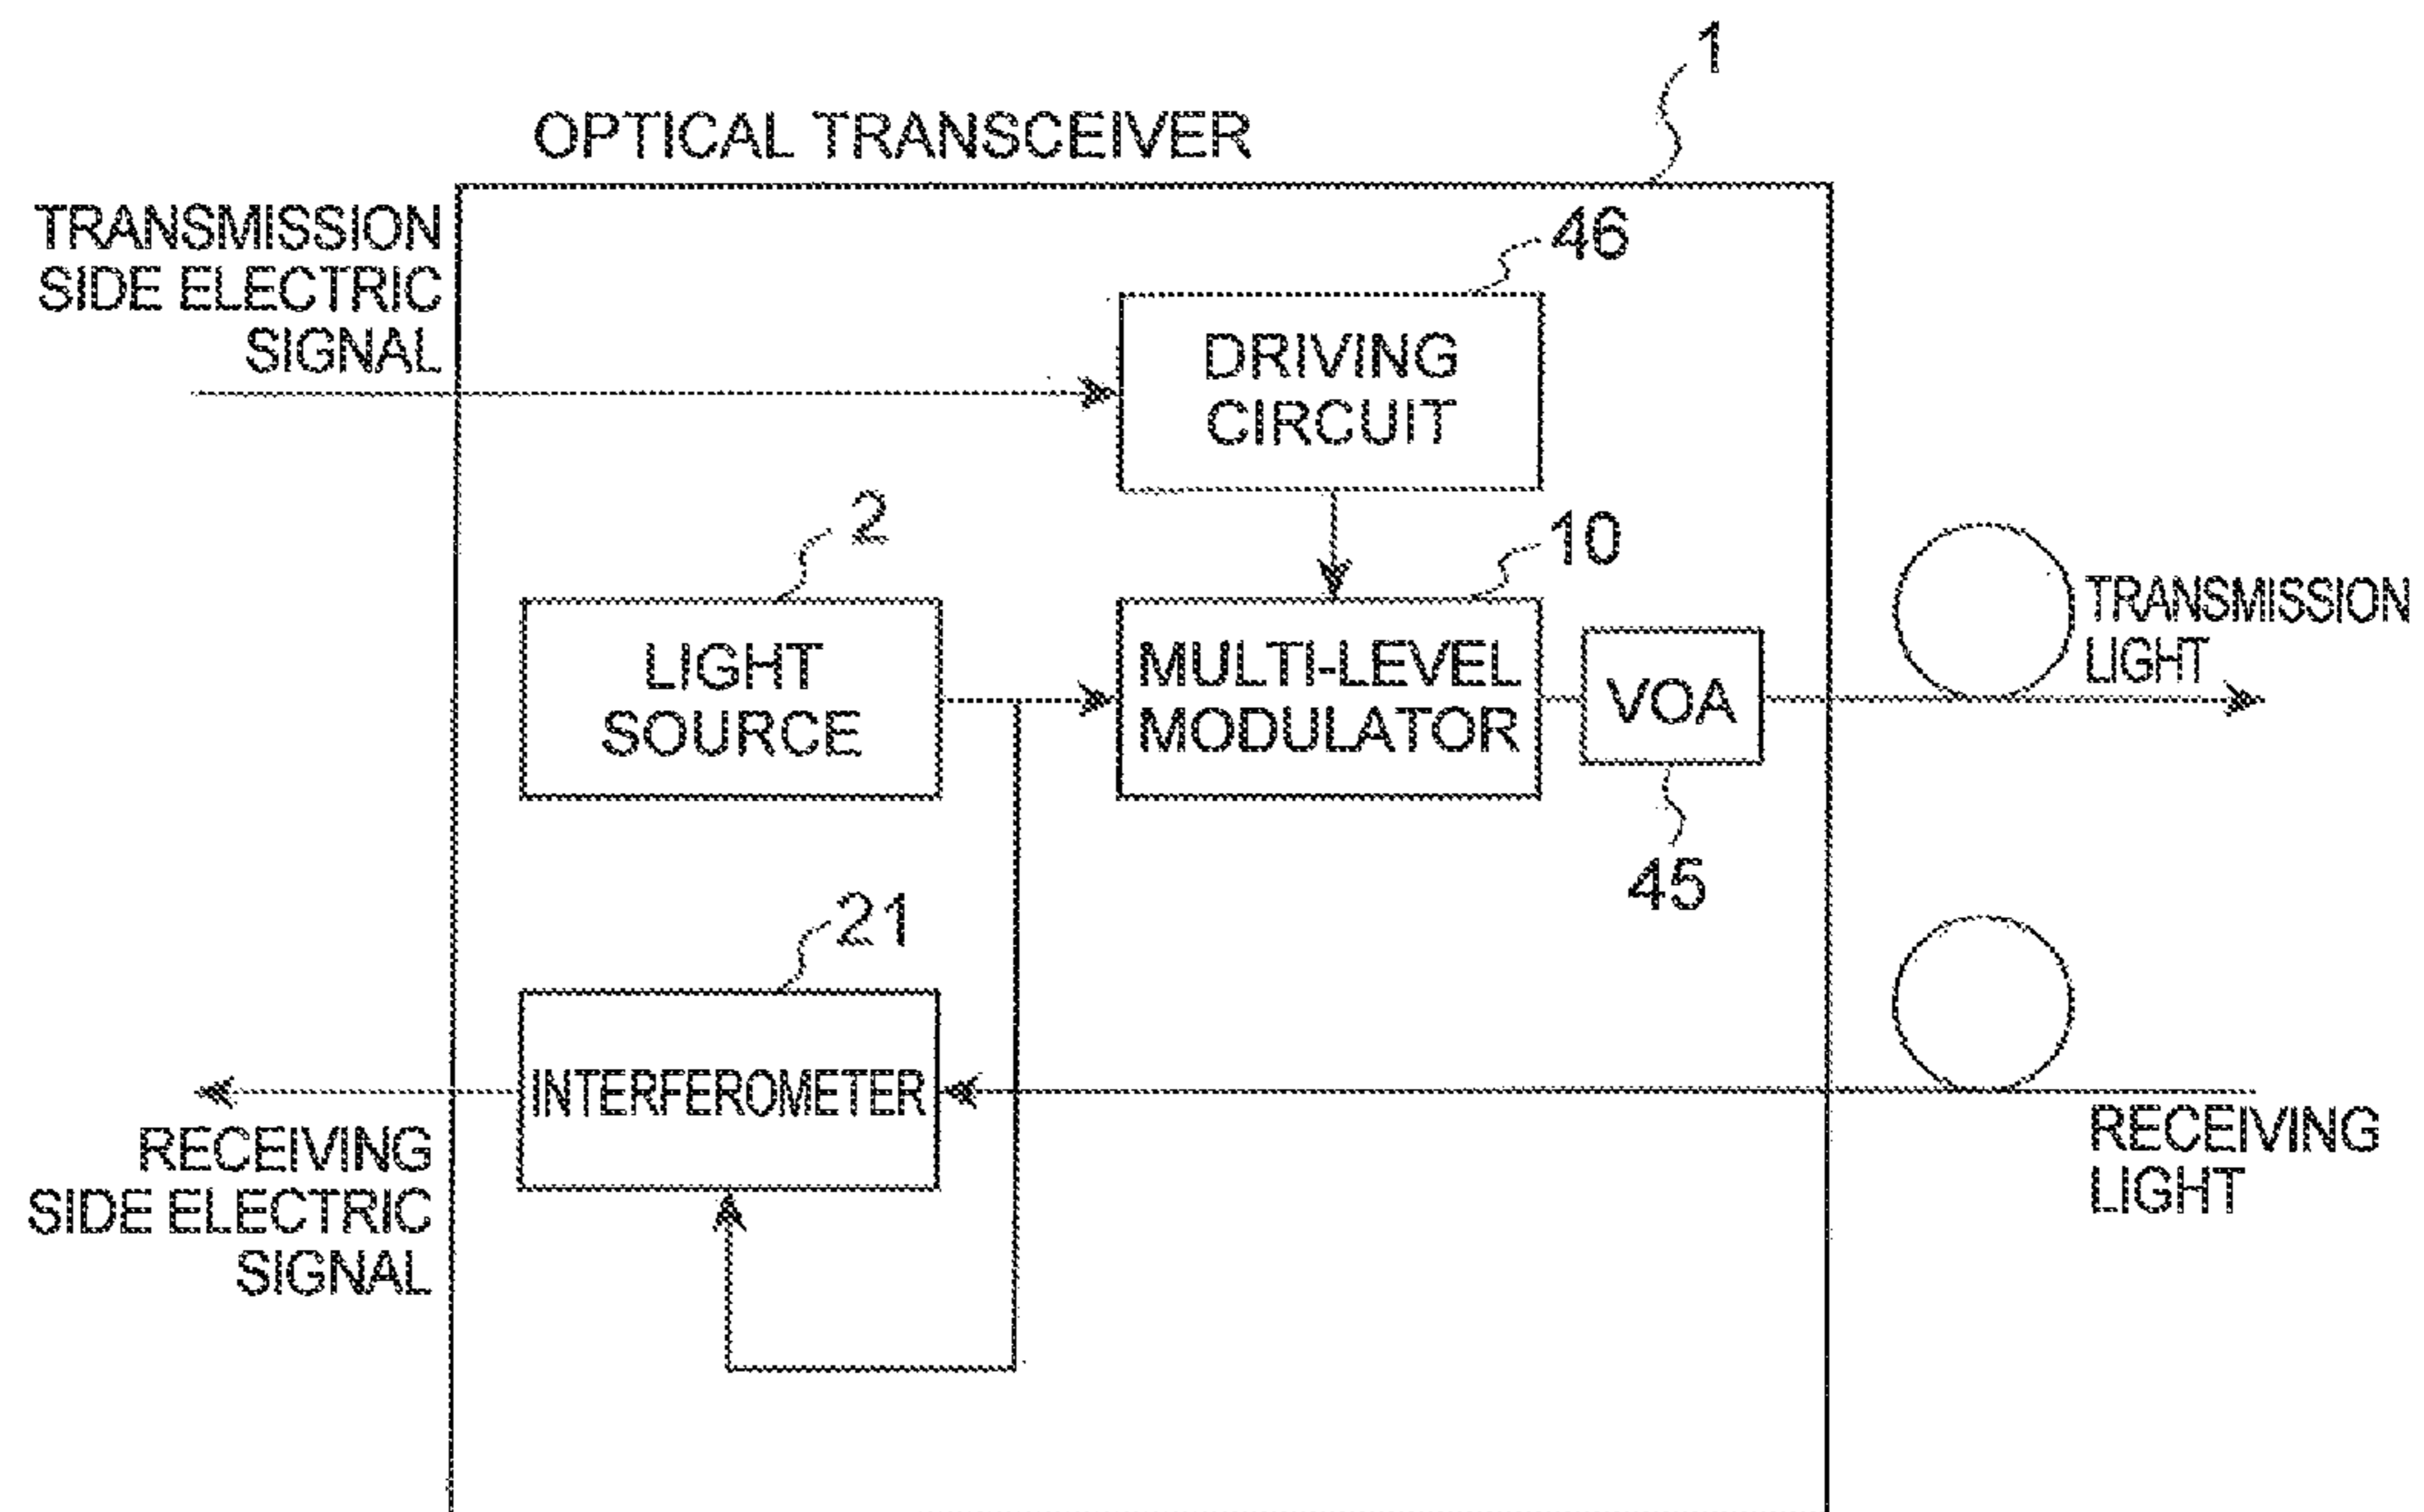 1
OPTICAL TRANSCEIVER
TRANSMISSION
SIDE ELECTRIC
SIGNAL
46
DRIVING
CIRCUIT
2
10
LIGHT
SOURCE
MULTI-LEVEL
MODULATOR
VOA
TRANSMISSION
LIGHT
45
21
INTERFEROMETER
RECEIVING
SIDE ELECTRIC
SIGNAL
RECEIVING
LIGHT